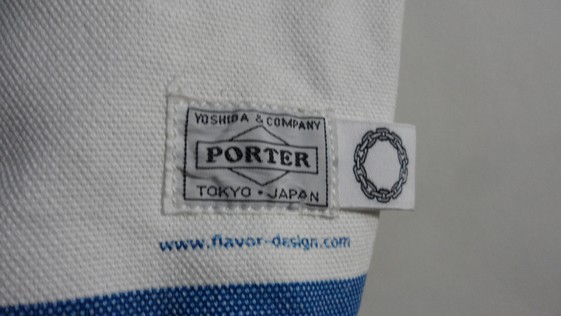 YOSHIDA & COMPANY
PORTER
TOKYO • JAPAN
www.flavor-design.com